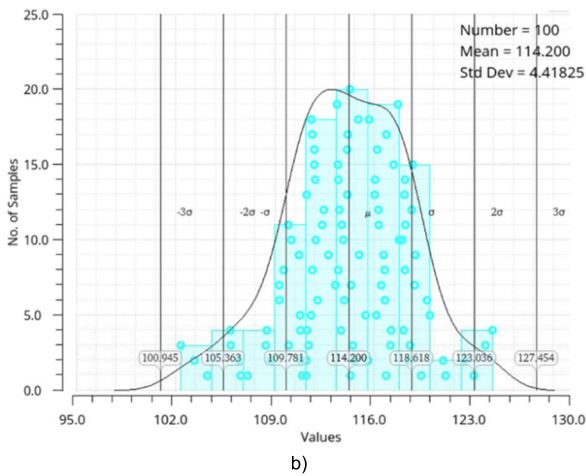 25.0
Number = 100
Mean = 114.200
Std Dev = 4.41825
20.0
15.0
No. of Samples
-3σ -2σ -σ μ σ 2σ 3σ
10.0
5.0
100.945 105.363 109.781 114.200 118.618 123.036 127.454
0.0
95.0 102.0 109.0 116.0 123.0 130.0
Values
b)